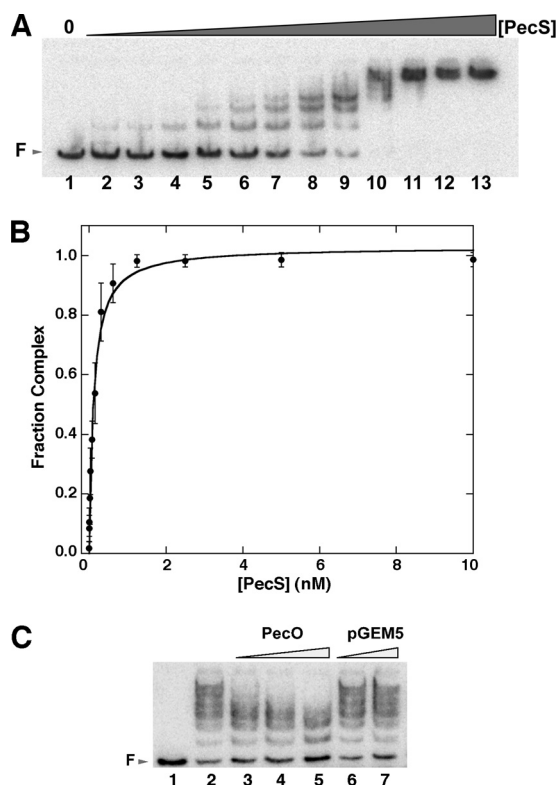 A
0
[PecS]
F
1 2 3 4 5 6 7 8 9 10 11 12 13
B
1.0
0.8
0.6
0.4
0.2
0.0
Fraction Complex
0 2 4 6 8 10
[PecS] (nM)
C
PecO pGEM5
F
1 2 3 4 5 6 7